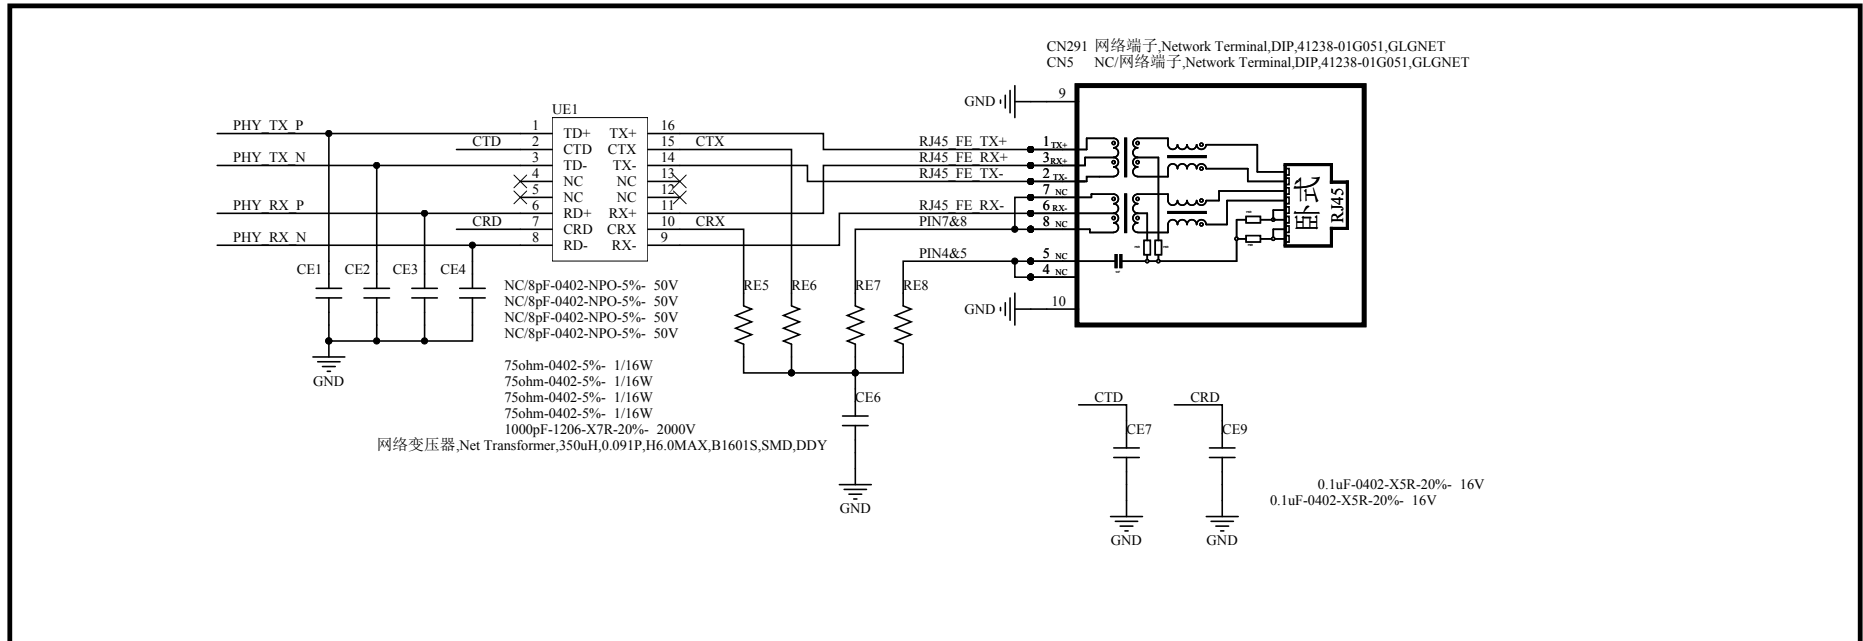 CN291 网络端子,Network Terminal,DIP,41238-01G051,GLGNET
CN5 NC/网络端子,Network Terminal,DIP,41238-01G051,GLGNET
GND 9
UE1
PHY_TX_P 1 TD+ TX+ 16
CTD 2 CTD CTX 15 CTX
PHY_TX_N 3 TD- TX- 14
4 NC NC 13
5 NC NC 12
PHY_RX_P 6 RD+ RX+ 11
CRD 7 CRD CRX 10 CRX
PHY_RX_N 8 RD- RX- 9
RJ45_FE_TX+ 1 TX+
RJ45_FE_RX+ 3 RX+
RJ45_FE_TX- 2 TX-
7 NC
RJ45_FE_RX- 6 RX-
PIN7&8 8 NC
PIN4&5 5 NC
4 NC
GND 10
RJ45
CE1 CE2 CE3 CE4
GND
NC/8pF-0402-NPO-5%- 50V
NC/8pF-0402-NPO-5%- 50V
NC/8pF-0402-NPO-5%- 50V
NC/8pF-0402-NPO-5%- 50V
RE5 RE6 RE7 RE8
75ohm-0402-5%- 1/16W
75ohm-0402-5%- 1/16W
75ohm-0402-5%- 1/16W
75ohm-0402-5%- 1/16W
1000pF-1206-X7R-20%- 2000V
网络变压器,Net Transformer,350uH,0.091P,H6.0MAX,B1601S,SMD,DDY
CE6
GND
CTD CRD
CE7 CE9
GND GND
0.1uF-0402-X5R-20%- 16V
0.1uF-0402-X5R-20%- 16V